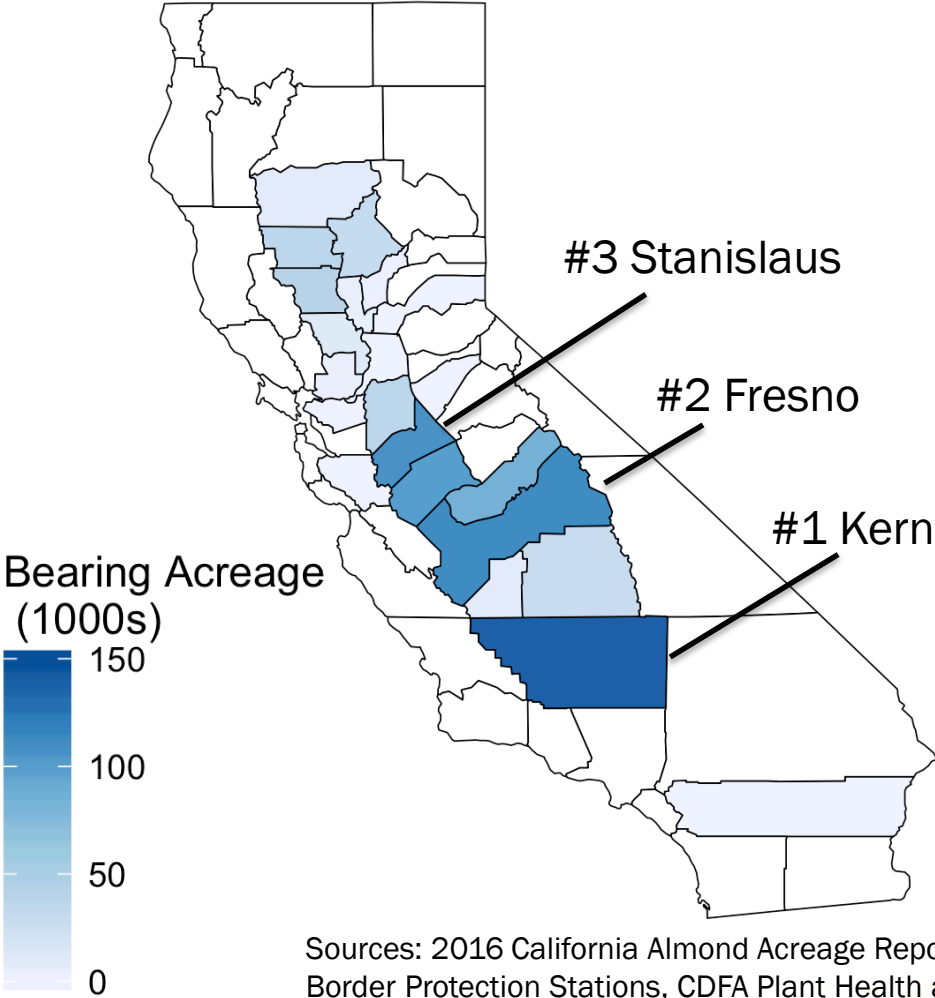 #3 Stanislaus
#2 Fresno
#1 Kern
Bearing Acreage
(1000s)
150
100
50
0
Sources: 2016 California Almond Acreage
Border Protection Stations, CDFA Plant Health